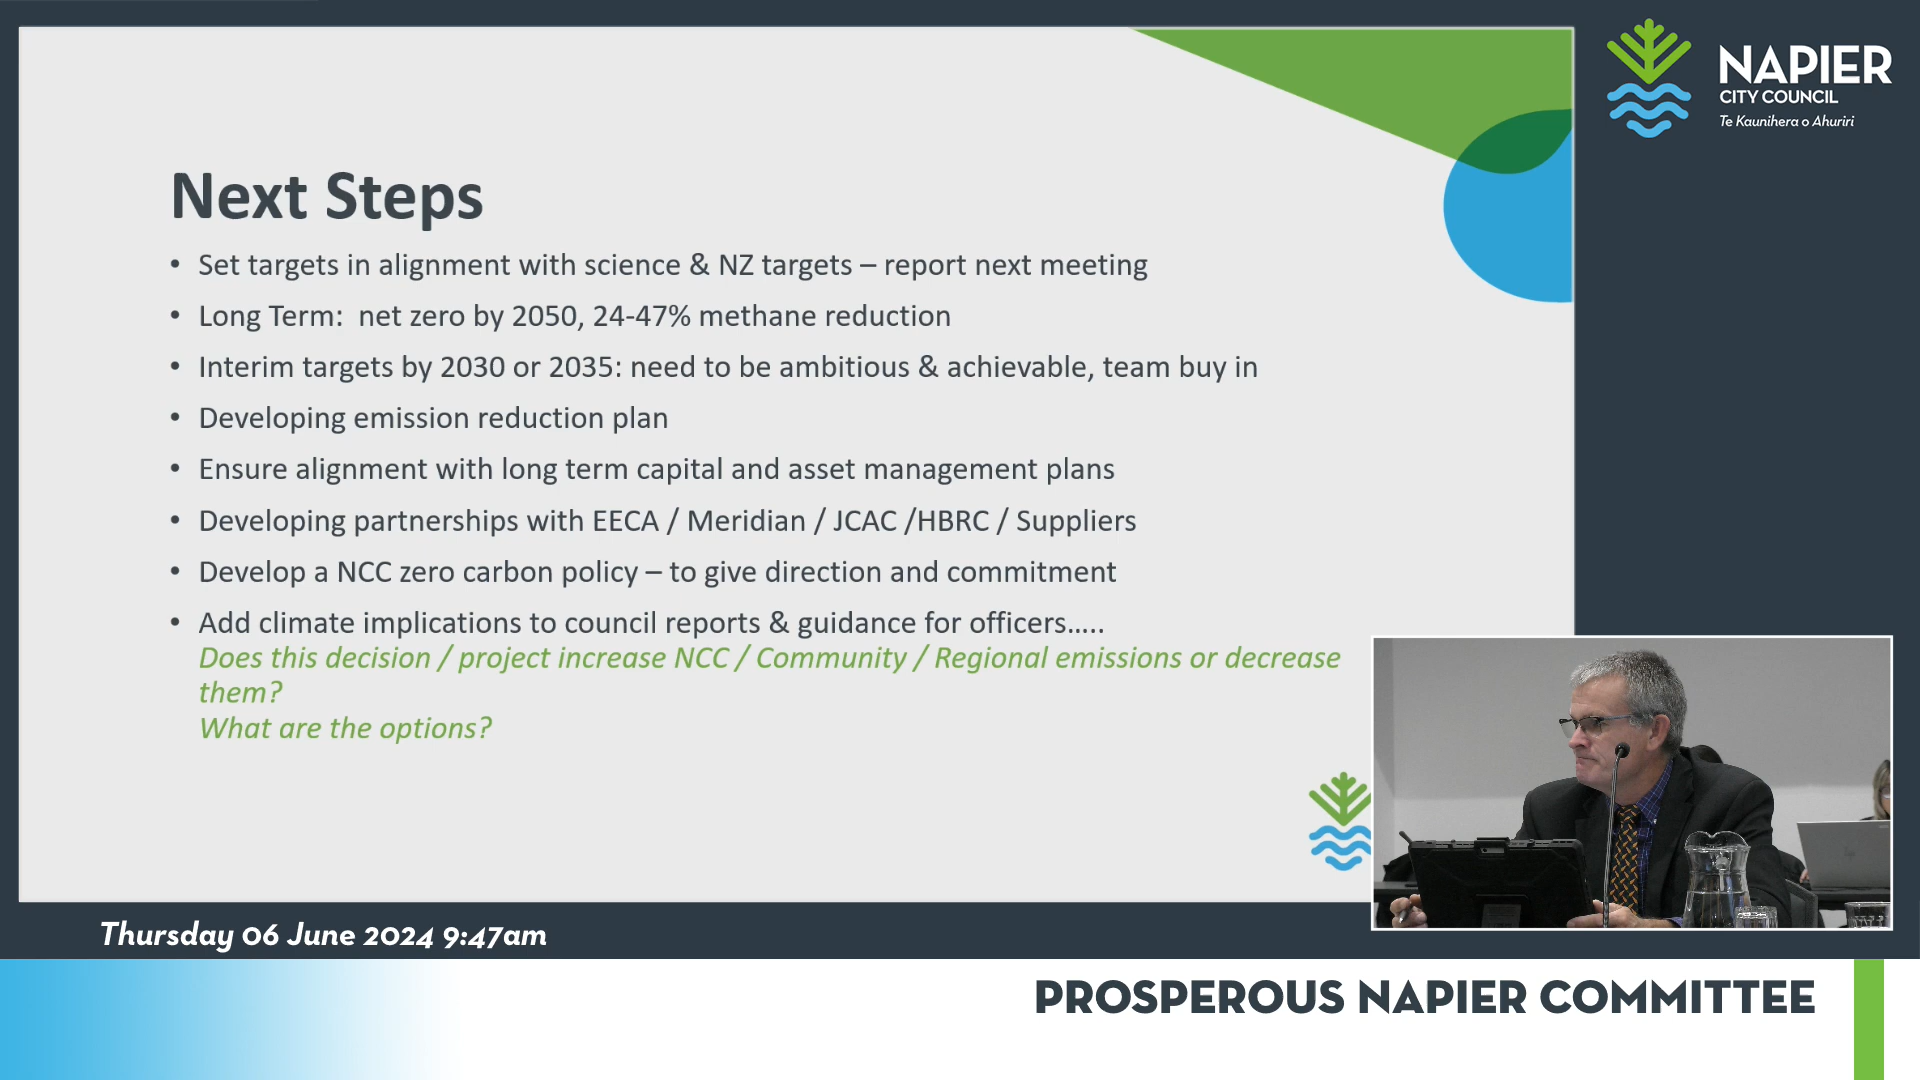 NAPIER
CITY COUNCIL
Te Kaunihera o Ahuriri
Next Steps
• Set targets in alignment with science & NZ targets – report next meeting
• Long Term:  net zero by 2050, 24-47% methane reduction
• Interim targets by 2030 or 2035: need to be ambitious & achievable, team buy in
• Developing emission reduction plan
• Ensure alignment with long term capital and asset management plans
• Developing partnerships with EECA / Meridian / JCAC /HBRC / Suppliers
• Develop a NCC zero carbon policy – to give direction and commitment
• Add climate implications to council reports & guidance for officers.....
Does this decision / project increase NCC / Community / Regional emissions or decrease
them?
What are the options?
Thursday 06 June 2024 9:47am
PROSPEROUS NAPIER COMMITTEE